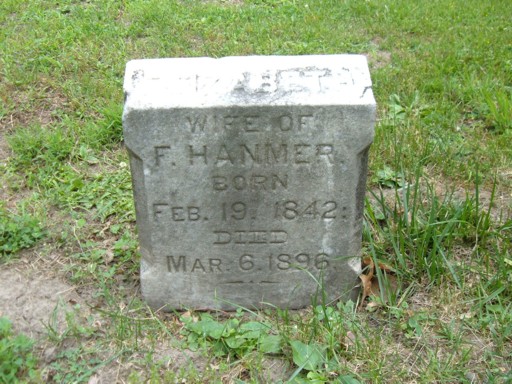 WIFE OF
F. HANMER.
BORN
FEB. 19. 1842:
DIED
MAR. 6. 1896